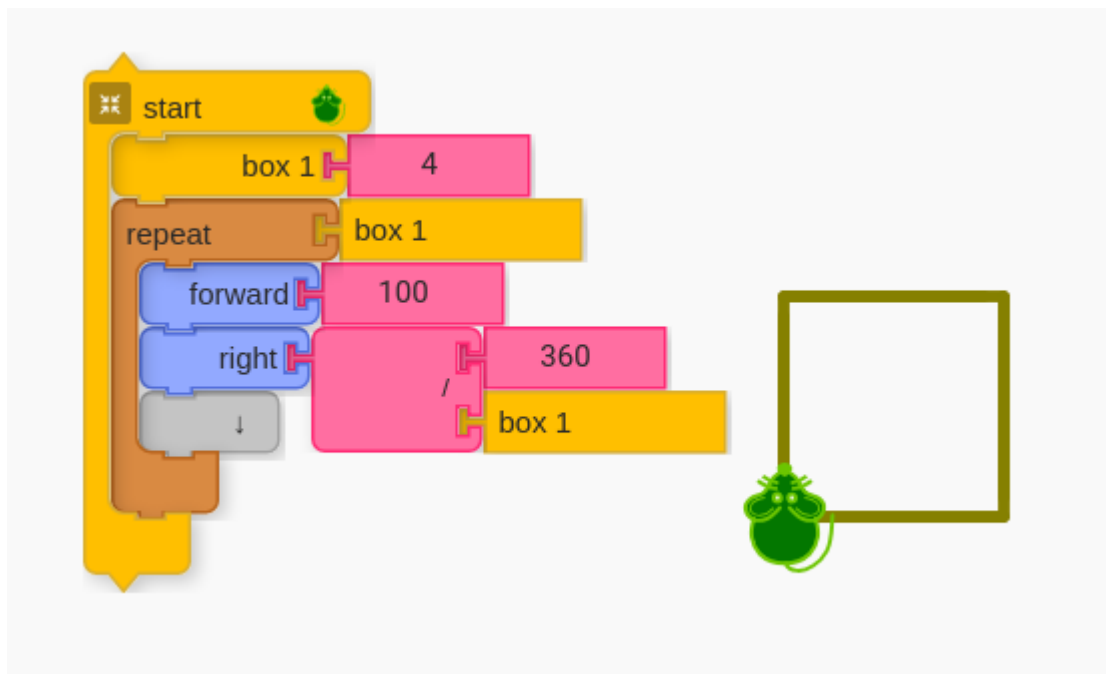 start
box 1 4
repeat box 1
forward 100
right 360
/
↓ box 1